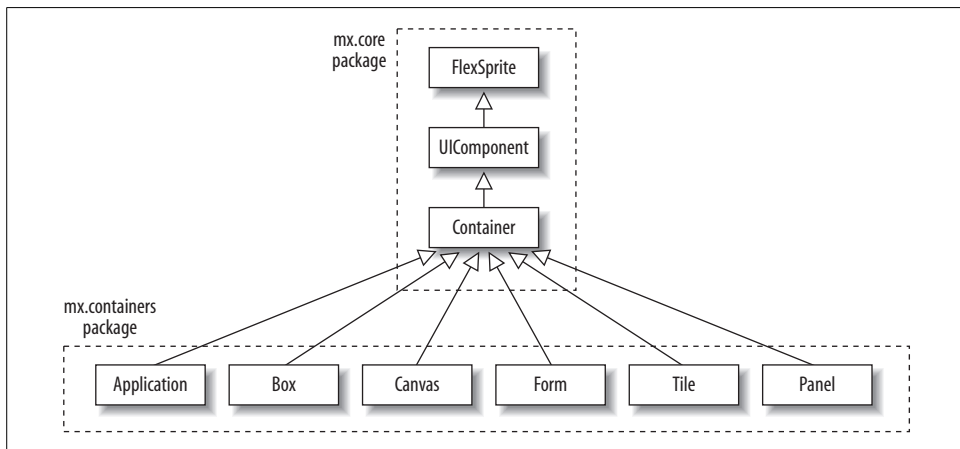 mx.core
package
FlexSprite
UIComponent
Container
mx.containers
package
Application
Box
Canvas
Form
Tile
Panel